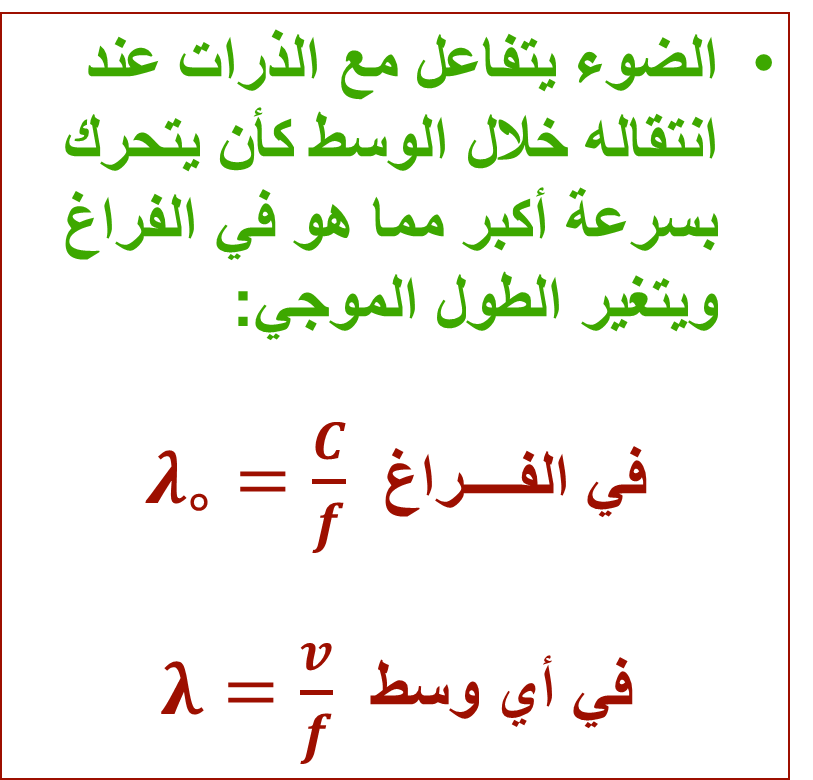 • الضوء يتفاعل مع الذرات عند
انتقاله خلال الوسط كأن يتحرك
بسرعة أكبر مما هو في الفراغ
ويتغير الطول الموجي:
في الفـــراغ λ∘ = C/f
في أي وسط λ = v/f